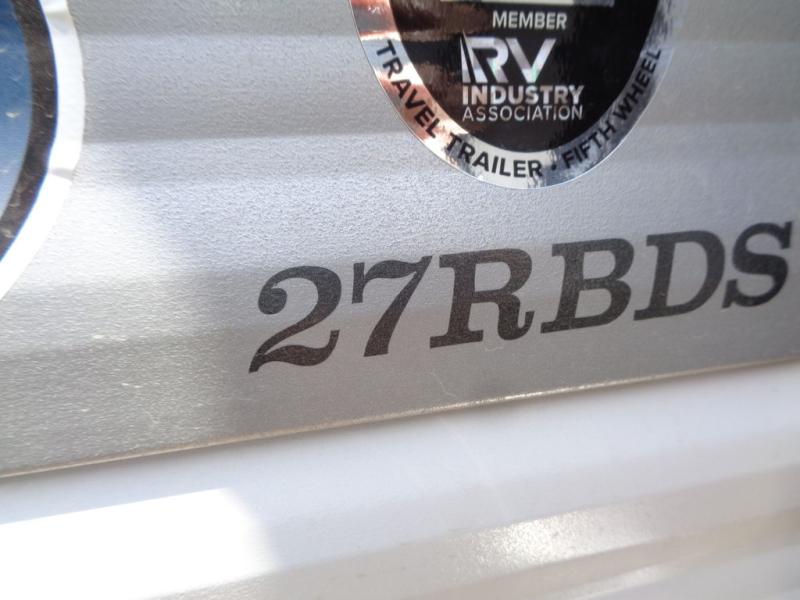 MEMBER
RV
INDUSTRY
ASSOCIATION
TRAVEL TRAILER • FIFTH WHEEL
27RBDS